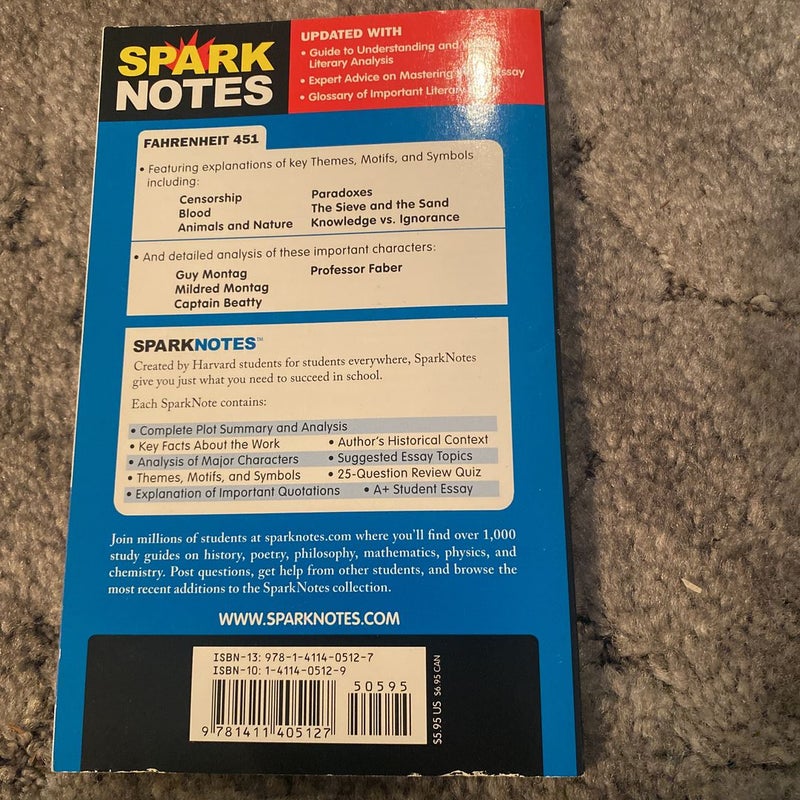 SPARK
NOTES
UPDATED WITH
• Guide to Understanding and
Literary Analysis
• Expert Advice on Mastering Essay
• Glossary of Important Literary
FAHRENHEIT 451
• Featuring explanations of key Themes, Motifs, and Symbols
including:
Censorship
Blood
Animals and Nature
Paradoxes
The Sieve and the Sand
Knowledge vs. Ignorance
• And detailed analysis of these important characters:
Guy Montag
Mildred Montag
Captain Beatty
Professor Faber
SPARKNOTES™
Created by Harvard students for students everywhere, SparkNotes
give you just what you need to succeed in school.
Each SparkNote contains:
• Complete Plot Summary and Analysis
• Key Facts About the Work
• Analysis of Major Characters
• Themes, Motifs, and Symbols
• Explanation of Important Quotations
• Author's Historical Context
• Suggested Essay Topics
• 25-Question Review Quiz
• A+ Student Essay
Join millions of students at sparknotes.com where you'll find over 1,000
study guides on history, poetry, philosophy, mathematics, physics, and
chemistry. Post questions, get help from other students, and browse the
most recent additions to the SparkNotes collection.
WWW.SPARKNOTES.COM
ISBN-13: 978-1-4114-0512-7
ISBN-10: 1-4114-0512-9
50595
9 781411 405127
$5.95 US $6.95 CAN